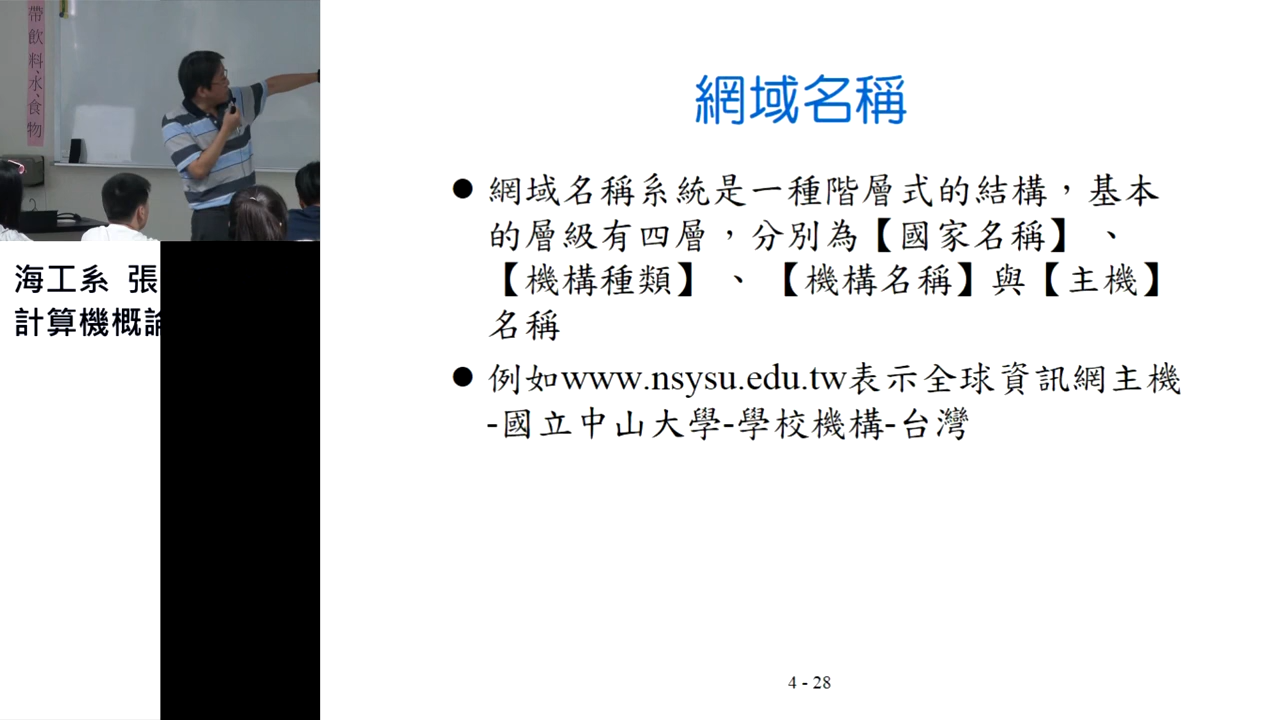 帶飲料、水、食物
海工系 張
計算機概論
網域名稱
● 網域名稱系統是一種階層式的結構，基本
的層級有四層，分別為【國家名稱】、
【機構種類】、【機構名稱】與【主機】
名稱
● 例如www.nsysu.edu.tw表示全球資訊網主機
-國立中山大學-學校機構-台灣
4 - 28